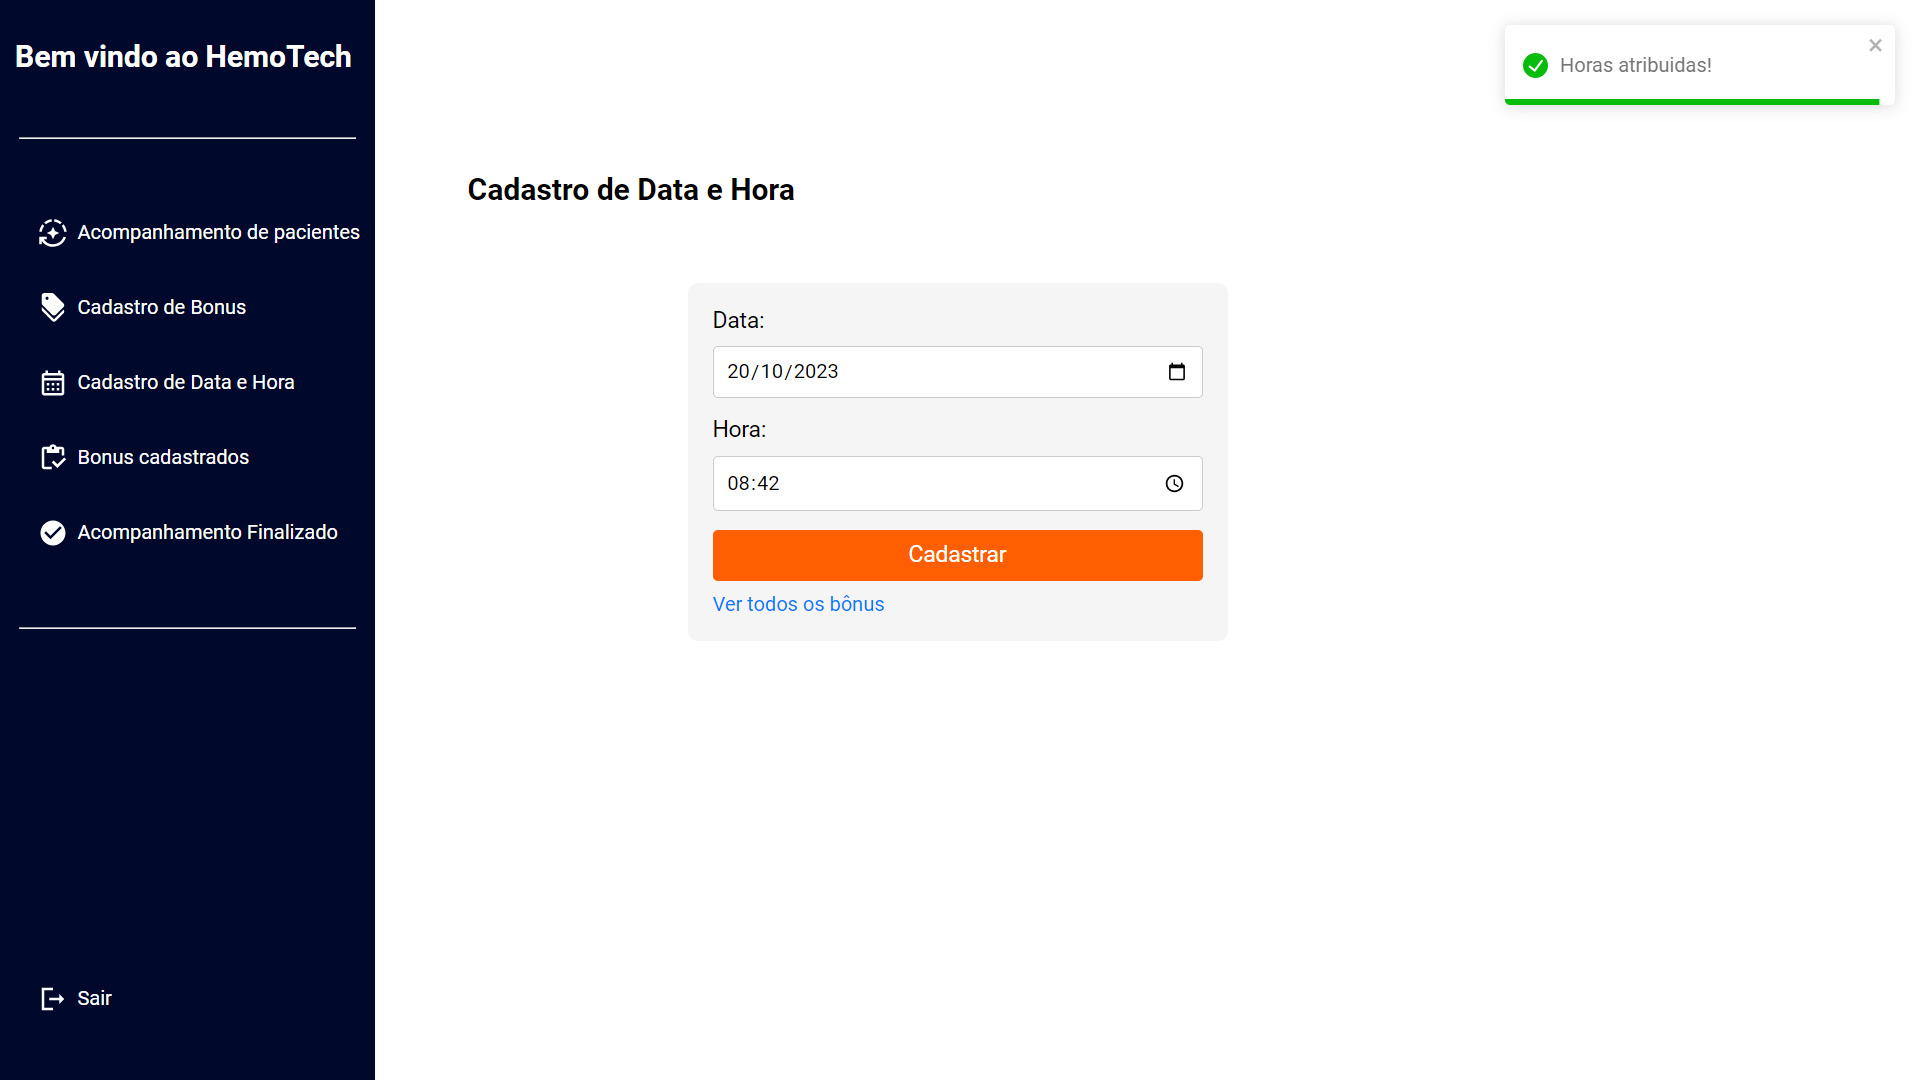 Bem vindo ao HemoTech
Acompanhamento de pacientes
Cadastro de Bonus
Cadastro de Data e Hora
Bonus cadastrados
Acompanhamento Finalizado
Sair
Horas atribuidas!
Cadastro de Data e Hora
Data:
20/10/2023
Hora:
08:42
Cadastrar
Ver todos os bônus